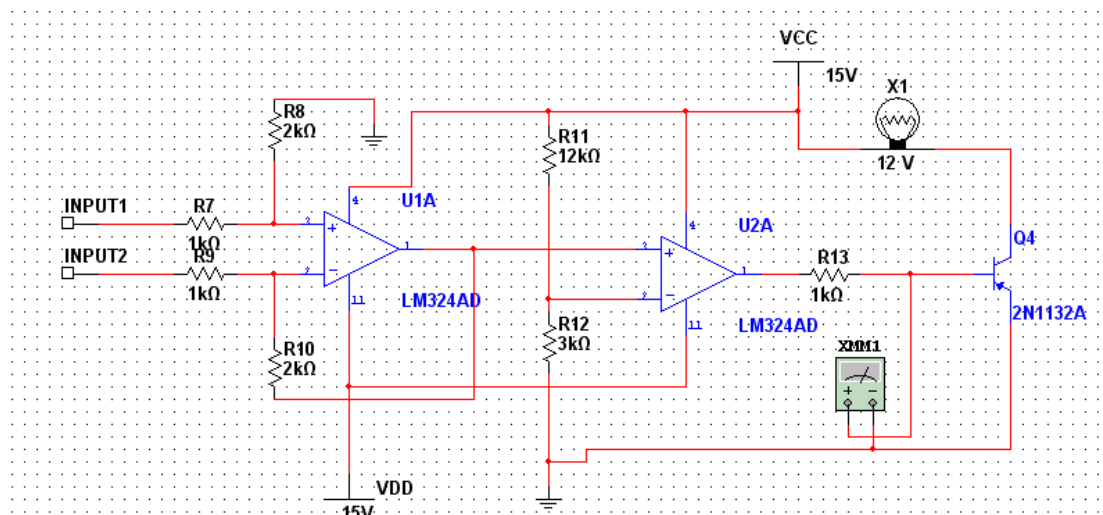 VCC
15V
X1
12 V
R8
2kΩ
R11
12kΩ
4
U1A
INPUT1
R7
1kΩ
3
+
1
INPUT2
R9
1kΩ
2
−
11
LM324AD
4
U2A
3
+
1
2
−
11
LM324AD
R13
1kΩ
Q4
2N1132A
R10
2kΩ
R12
3kΩ
XMM1
+ −
VDD
15V